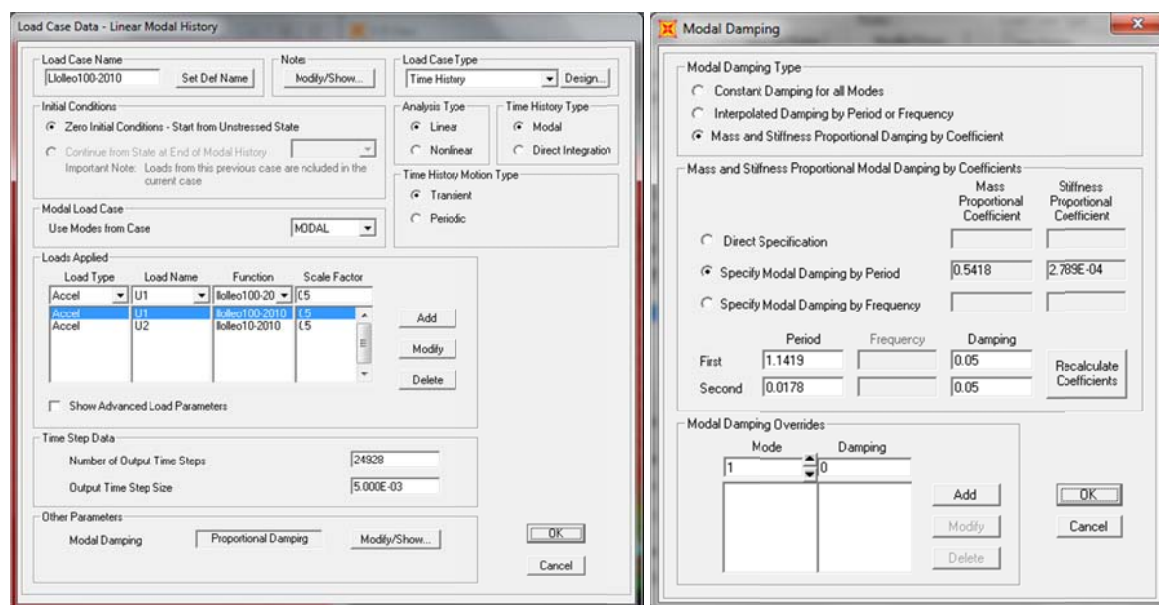 Load Case Data - Linear Modal History
Load Case Name
Llolleo100-2010
Set Def Name
Notes
Modify/Show...
Load Case Type
Time History
Design...
Initial Conditions
Zero Initial Conditions - Start from Unstressed State
Continue from State at End of Modal History
Important Note: Loads from this previous case are included in the
current case
Analysis Type
Linear
Nonlinear
Time History Type
Modal
Direct Integration
Time History Motion Type
Transient
Periodic
Modal Load Case
Use Modes from Case
MODAL
Loads Applied
Load Type Load Name Function Scale Factor
Accel U1 llolleo100-20 0.5
Accel U1 llolleo100-2010 0.5
Accel U2 llolleo10-2010 0.5
Add
Modify
Delete
Show Advanced Load Parameters
Time Step Data
Number of Output Time Steps 24928
Output Time Step Size 5.000E-03
Other Parameters
Modal Damping Proportional Damping Modify/Show...
OK
Cancel
Modal Damping
Modal Damping Type
Constant Damping for all Modes
Interpolated Damping by Period or Frequency
Mass and Stiffness Proportional Damping by Coefficient
Mass and Stiffness Proportional Modal Damping by Coefficients
Mass Proportional Coefficient
Stiffness Proportional Coefficient
Direct Specification
Specify Modal Damping by Period 0.5418 2.789E-04
Specify Modal Damping by Frequency
Period Frequency Damping
First 1.1419 0.05
Second 0.0178 0.05
Recalculate Coefficients
Modal Damping Overrides
Mode Damping
1 0
Add
Modify
Delete
OK
Cancel